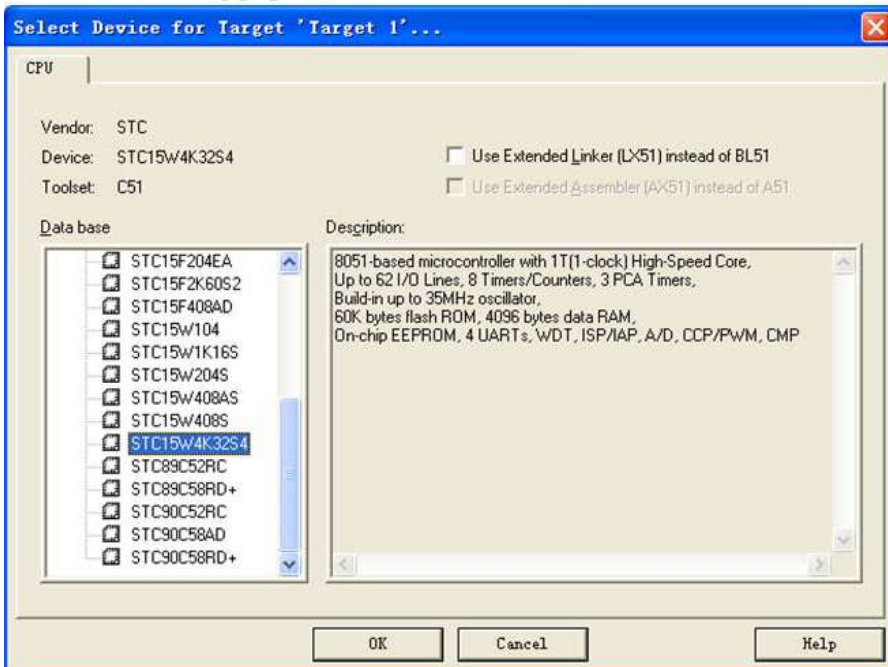 Select Device for Target 'Target 1'...
CPU
Vendor: STC
Device: STC15W4K32S4
Toolset: C51
Use Extended Linker (LX51) instead of BL51
Use Extended Assembler (AX51) instead of A51
Data base
STC15F204EA
STC15F2K60S2
STC15F408AD
STC15W104
STC15W1K16S
STC15W204S
STC15W408AS
STC15W408S
STC15W4K32S4
STC89C52RC
STC89C58RD+
STC90C52RC
STC90C58AD
STC90C58RD+
Description:
8051-based microcontroller with 1T(1-clock) High-Speed Core,
Up to 62 I/O Lines, 8 Timers/Counters, 3 PCA Timers,
Build-in up to 35MHz oscillator,
60K bytes flash ROM, 4096 bytes data RAM,
On-chip EEPROM, 4 UARTs, WDT, ISP/IAP, A/D, CCP/PWM, CMP
OK
Cancel
Help